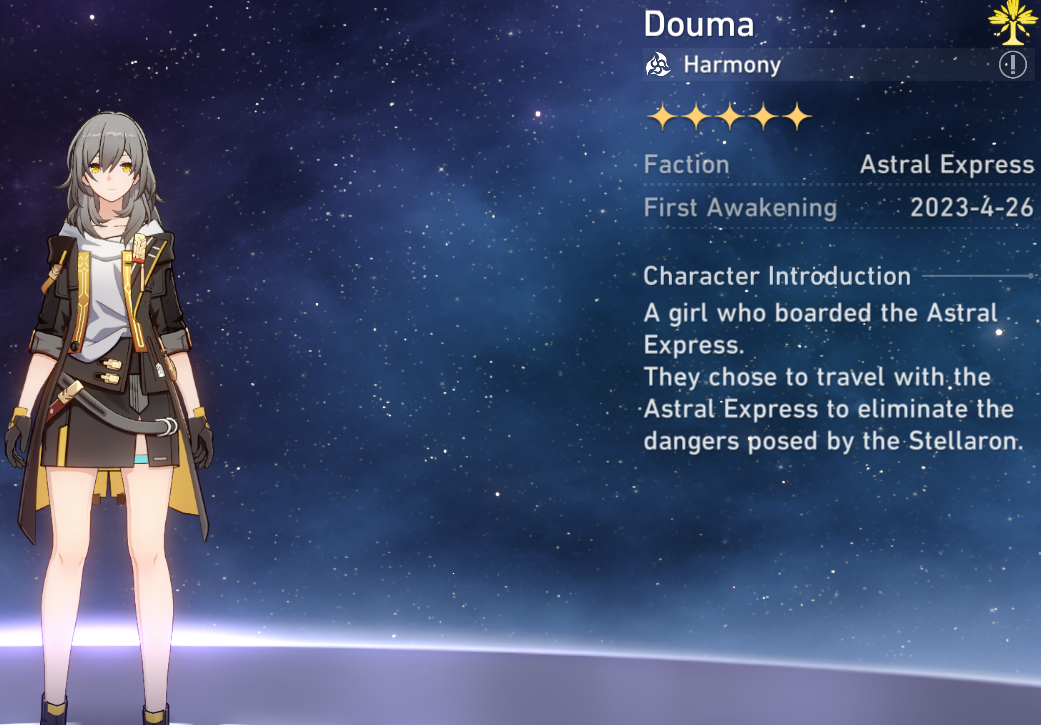 Douma
Harmony
Faction Astral Express
First Awakening 2023-4-26
Character Introduction
A girl who boarded the Astral
Express.
They chose to travel with the
Astral Express to eliminate the
dangers posed by the Stellaron.